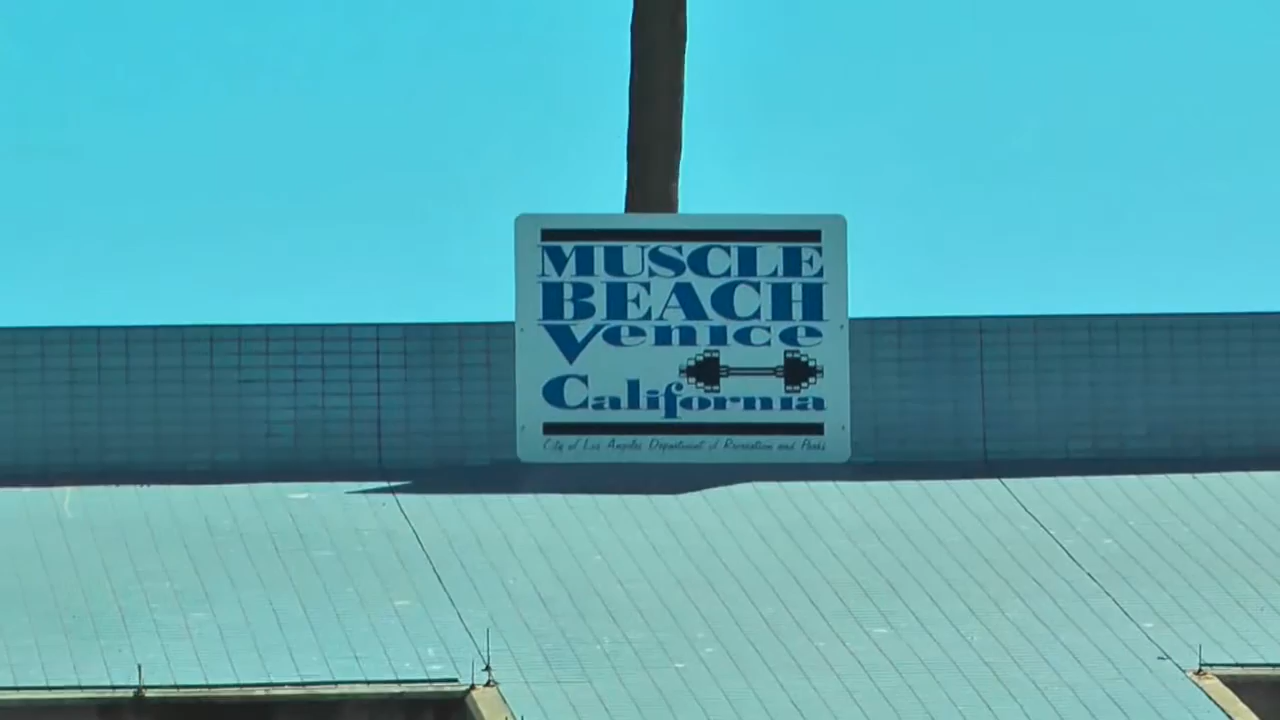 MUSCLE
BEACH
Venice
California
City of Los Angeles Department of Recreation and Parks